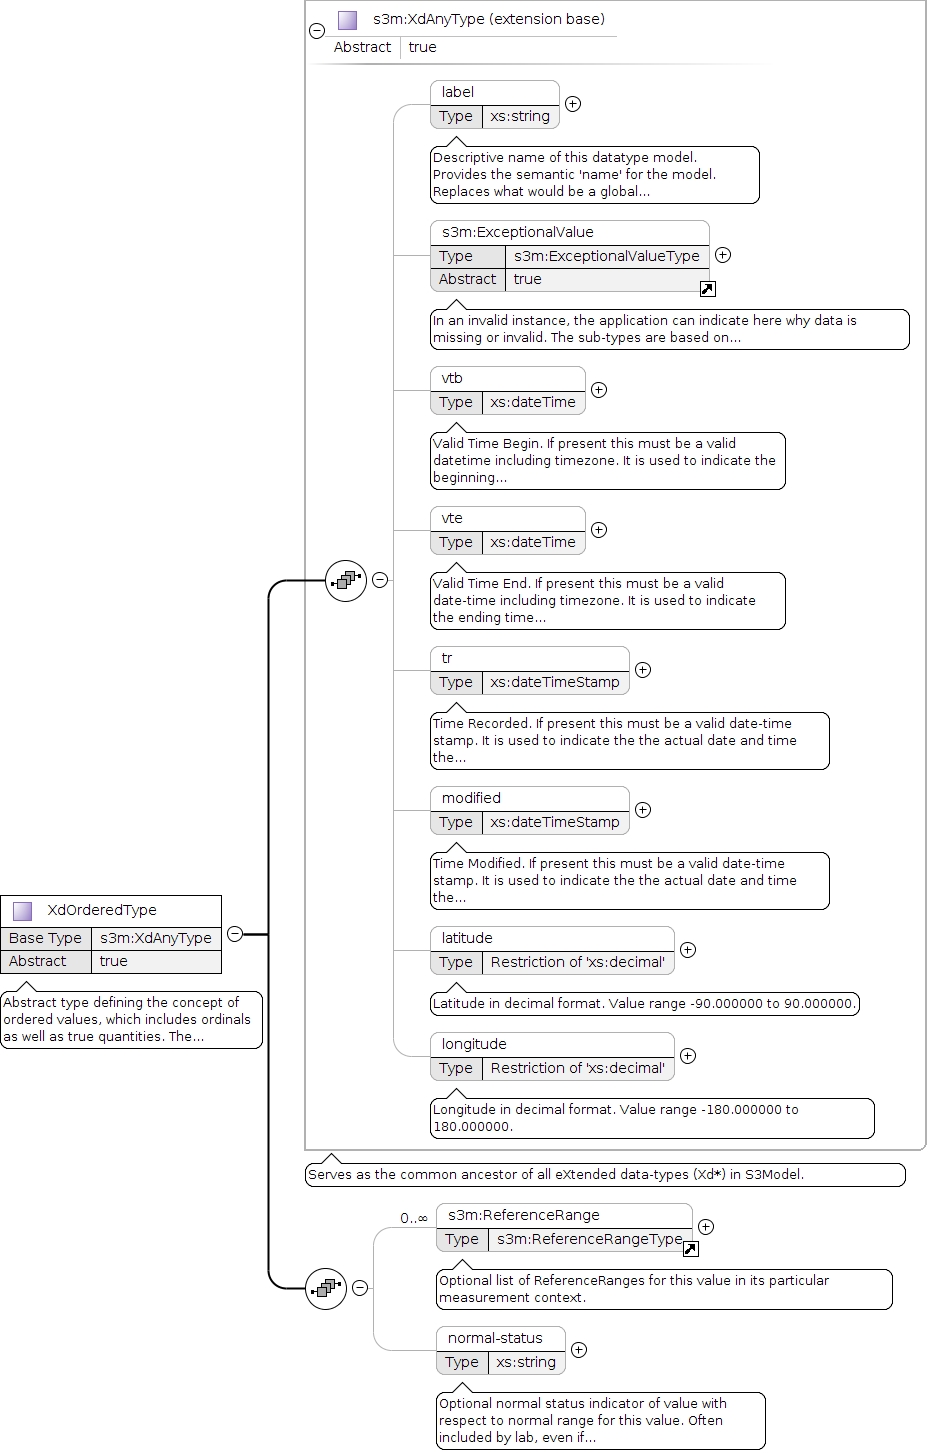 s3m:XdAnyType (extension base)
Abstract true
label
Type xs:string
Descriptive name of this datatype model.
Provides the semantic 'name' for the model.
Replaces what would be a global...
s3m:ExceptionalValue
Type s3m:ExceptionalValueType
Abstract true
In an invalid instance, the application can indicate here why data is
missing or invalid. The sub-types are based on...
vtb
Type xs:dateTime
Valid Time Begin. If present this must be a valid
datetime including timezone. It is used to indicate the
beginning...
vte
Type xs:dateTime
Valid Time End. If present this must be a valid
date-time including timezone. It is used to indicate
the ending time...
tr
Type xs:dateTimeStamp
Time Recorded. If present this must be a valid date-time
stamp. It is used to indicate the the actual date and time
the...
modified
Type xs:dateTimeStamp
Time Modified. If present this must be a valid date-time
stamp. It is used to indicate the the actual date and time
the...
latitude
Type Restriction of 'xs:decimal'
Latitude in decimal format. Value range -90.000000 to 90.000000.
longitude
Type Restriction of 'xs:decimal'
Longitude in decimal format. Value range -180.000000 to
180.000000.
Serves as the common ancestor of all eXtended data-types (Xd*) in S3Model.
XdOrderedType
Base Type s3m:XdAnyType
Abstract true
Abstract type defining the concept of
ordered values, which includes ordinals
as well as true quantities. The...
0..∞
s3m:ReferenceRange
Type s3m:ReferenceRangeType
Optional list of ReferenceRanges for this value in its particular
measurement context.
normal-status
Type xs:string
Optional normal status indicator of value with
respect to normal range for this value. Often
included by lab, even if...